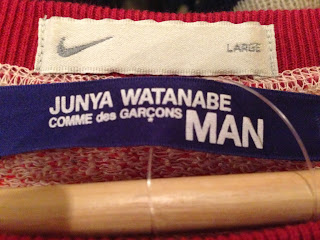 LARGE
JUNYA WATANABE
COMME des GARÇONS MAN